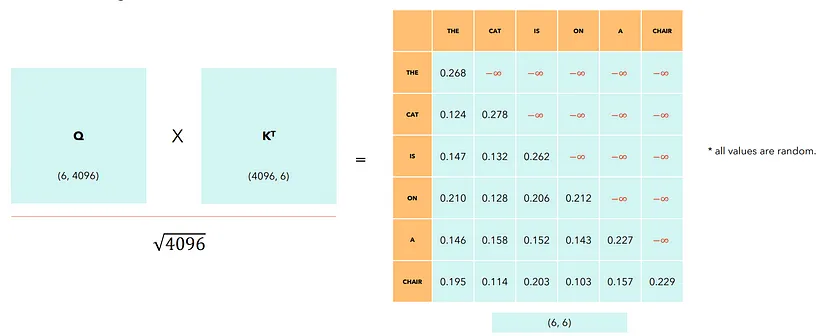 Q
(6, 4096)
X
Kᵀ
(4096, 6)
√4096
=
THE CAT IS ON A CHAIR
THE 0.268 −∞ −∞ −∞ −∞ −∞
CAT 0.124 0.278 −∞ −∞ −∞ −∞
IS 0.147 0.132 0.262 −∞ −∞ −∞
ON 0.210 0.128 0.206 0.212 −∞ −∞
A 0.146 0.158 0.152 0.143 0.227 −∞
CHAIR 0.195 0.114 0.203 0.103 0.157 0.229
(6, 6)
* all values are random.